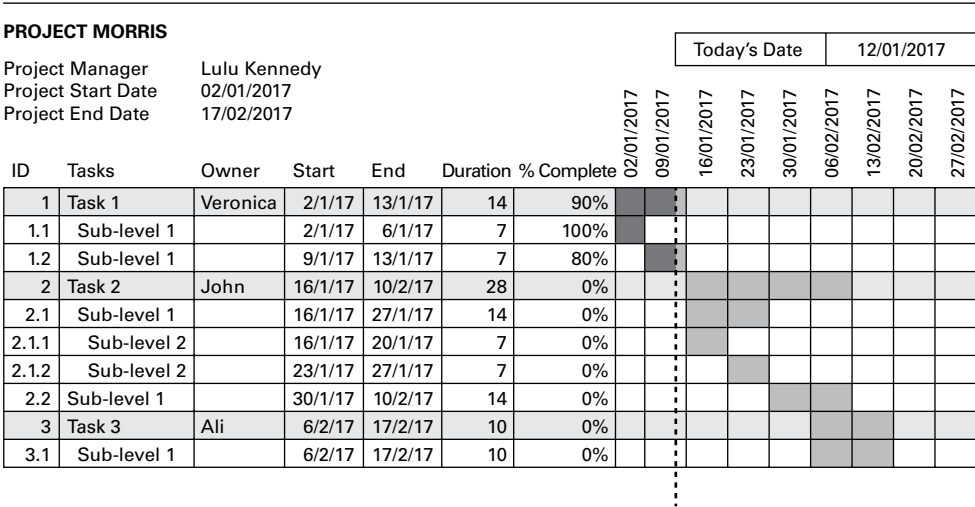 PROJECT MORRIS
Today's Date 12/01/2017
Project Manager Lulu Kennedy
Project Start Date 02/01/2017
Project End Date 17/02/2017
ID Tasks Owner Start End Duration % Complete 02/01/2017 09/01/2017 16/01/2017 23/01/2017 30/01/2017 06/02/2017 13/02/2017 20/02/2017 27/02/2017
1 Task 1 Veronica 2/1/17 13/1/17 14 90%
1.1 Sub-level 1 2/1/17 6/1/17 7 100%
1.2 Sub-level 1 9/1/17 13/1/17 7 80%
2 Task 2 John 16/1/17 10/2/17 28 0%
2.1 Sub-level 1 16/1/17 27/1/17 14 0%
2.1.1 Sub-level 2 16/1/17 20/1/17 7 0%
2.1.2 Sub-level 2 23/1/17 27/1/17 7 0%
2.2 Sub-level 1 30/1/17 10/2/17 14 0%
3 Task 3 Ali 6/2/17 17/2/17 10 0%
3.1 Sub-level 1 6/2/17 17/2/17 10 0%